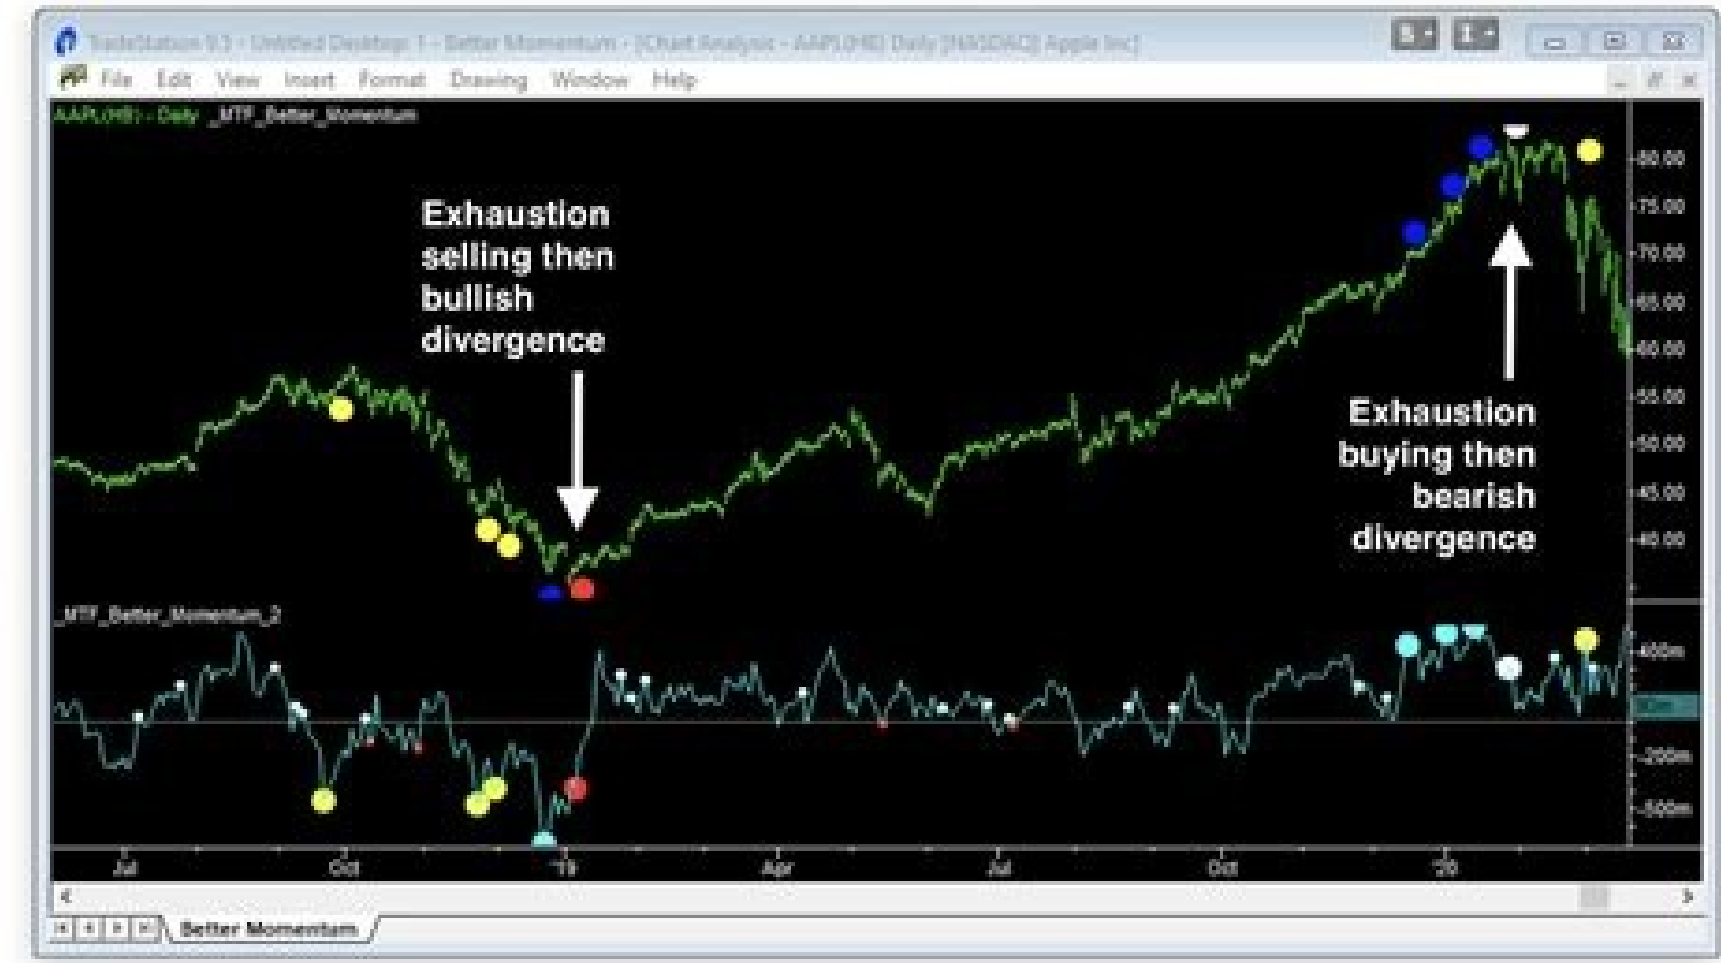 TradeStation 9.5 - Untitled Desktop: 1 - Better Momentum - [Chart Analysis - AAPL(HB) Daily [NASDAQ] Apple Inc]
File Edit View Insert Format Drawing Window Help
AAPL(HB) - Daily _MTF_Better_Momentum
Exhaustion
selling then
bullish
divergence
Exhaustion
buying then
bearish
divergence
80.00
75.00
70.00
65.00
60.00
55.00
50.00
45.00
40.00
_MTF_Better_Momentum_2
400m
-200m
-500m
Jul Oct '19 Apr Jul Oct '20
Better Momentum